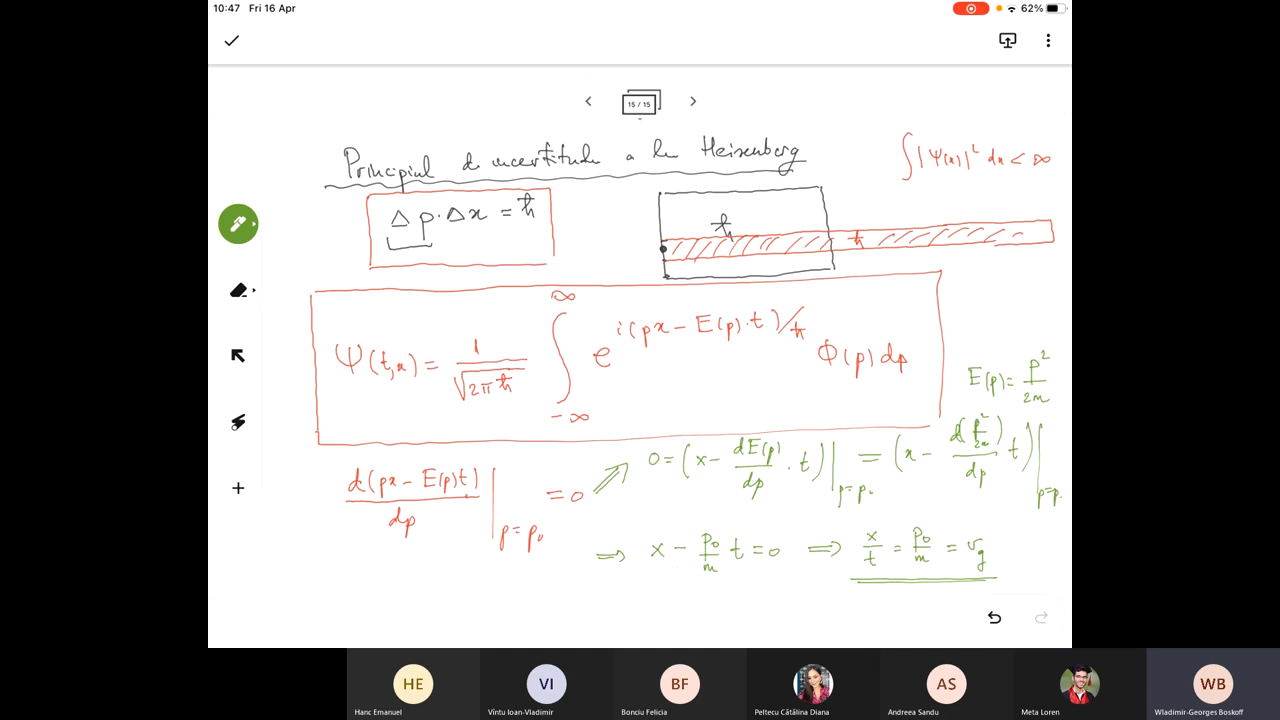 10:47 Fri 16 Apr
62%
15 / 15
Principiul de incertitudine a lui Heisenberg
∫|Ψ(x)|² dx < ∞
Δp·Δx = ħ
ħ
ħ
Ψ(t,x) = 1/√(2πħ) ∫_{-∞}^{∞} e^{i(px - E(p)·t)/ħ} Φ(p) dp
E(p) = p²/2m
d(px - E(p)t)/dp |_{p=p₀} = 0
⇒ 0 = (x - dE(p)/dp · t)|_{p=p₀} = (x - d(p²/2m)/dp t)|_{p=p.}
⇒ x - p₀/m t = 0 ⇒ x/t = p₀/m = v_g
HE
VI
BF
AS
WB
Hanc Emanuel
Vîntu Ioan-Vladimir
Bonciu Felicia
Peltecu Cătălina Diana
Andreea Sandu
Meta Loren
Wladimir-Georges Boskoff